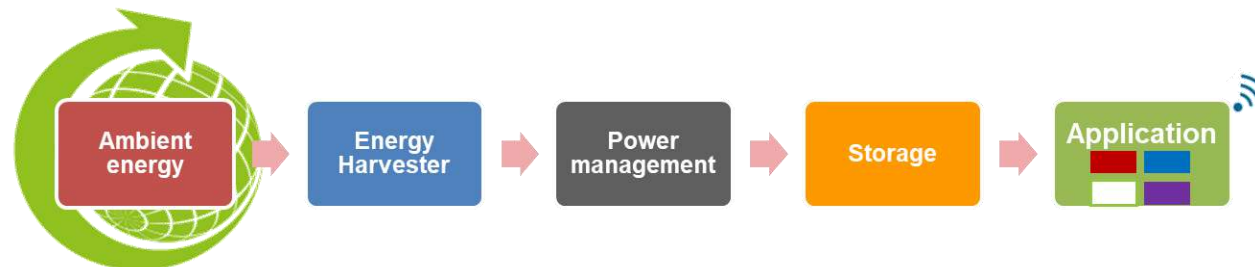 Ambient
energy
Energy
Harvester
Power
management
Storage
Application